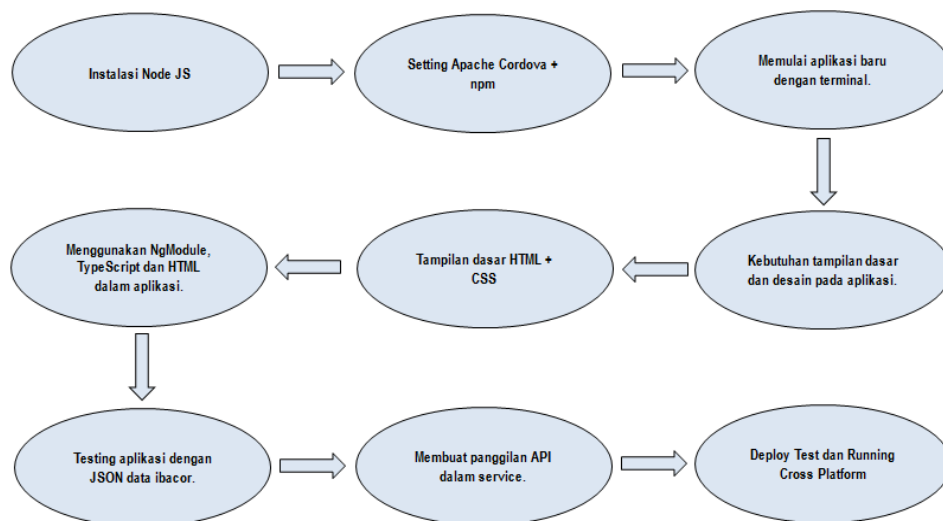 Instalasi Node JS
Setting Apache Cordova +
npm
Memulai aplikasi baru
dengan terminal.
Kebutuhan tampilan dasar
dan desain pada aplikasi.
Tampilan dasar HTML +
CSS
Menggunakan NgModule,
TypeScript dan HTML
dalam aplikasi.
Testing aplikasi dengan
JSON data ibacor.
Membuat panggilan API
dalam service.
Deploy Test dan Running
Cross Platform